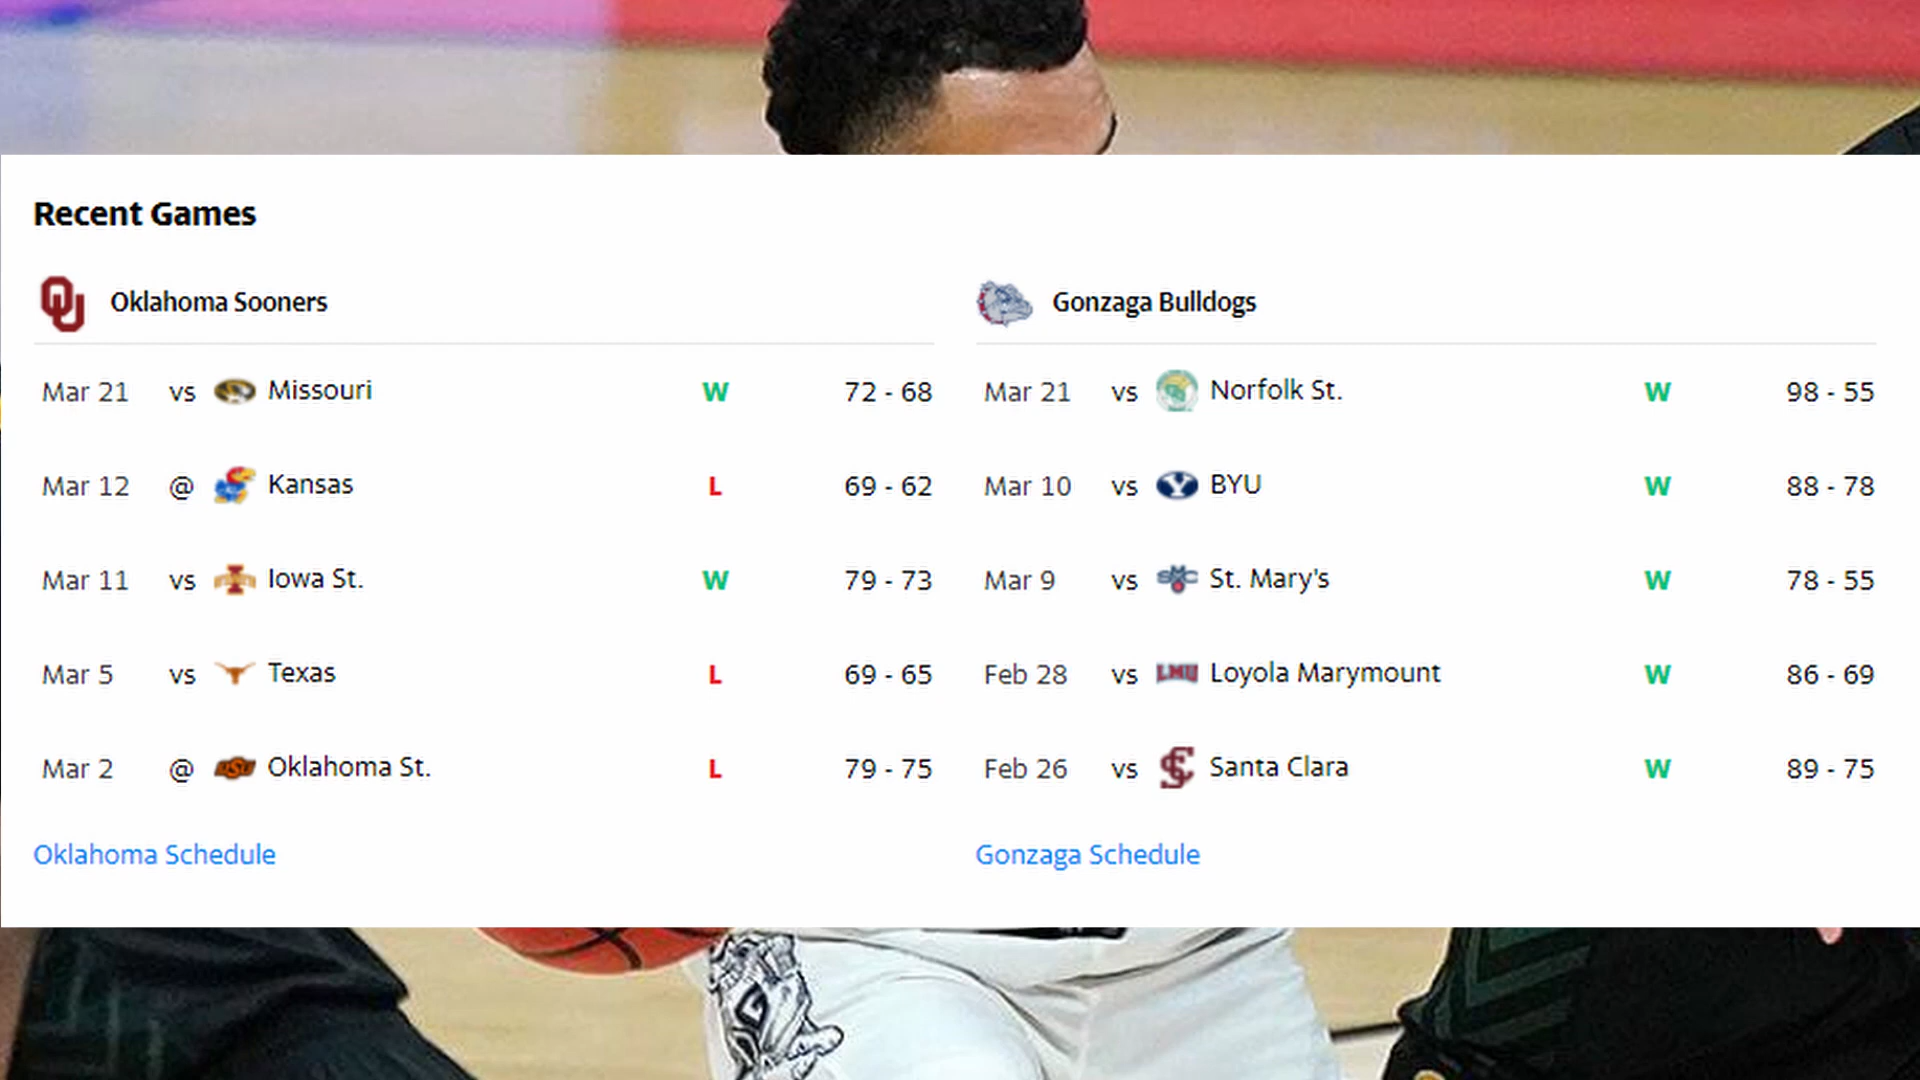 Recent Games
Oklahoma Sooners
Mar 21 vs Missouri W 72 - 68
Mar 12 @ Kansas L 69 - 62
Mar 11 vs Iowa St. W 79 - 73
Mar 5 vs Texas L 69 - 65
Mar 2 @ Oklahoma St. L 79 - 75
Oklahoma Schedule
Gonzaga Bulldogs
Mar 21 vs Norfolk St. W 98 - 55
Mar 10 vs BYU W 88 - 78
Mar 9 vs St. Mary's W 78 - 55
Feb 28 vs LMU Loyola Marymount W 86 - 69
Feb 26 vs Santa Clara W 89 - 75
Gonzaga Schedule